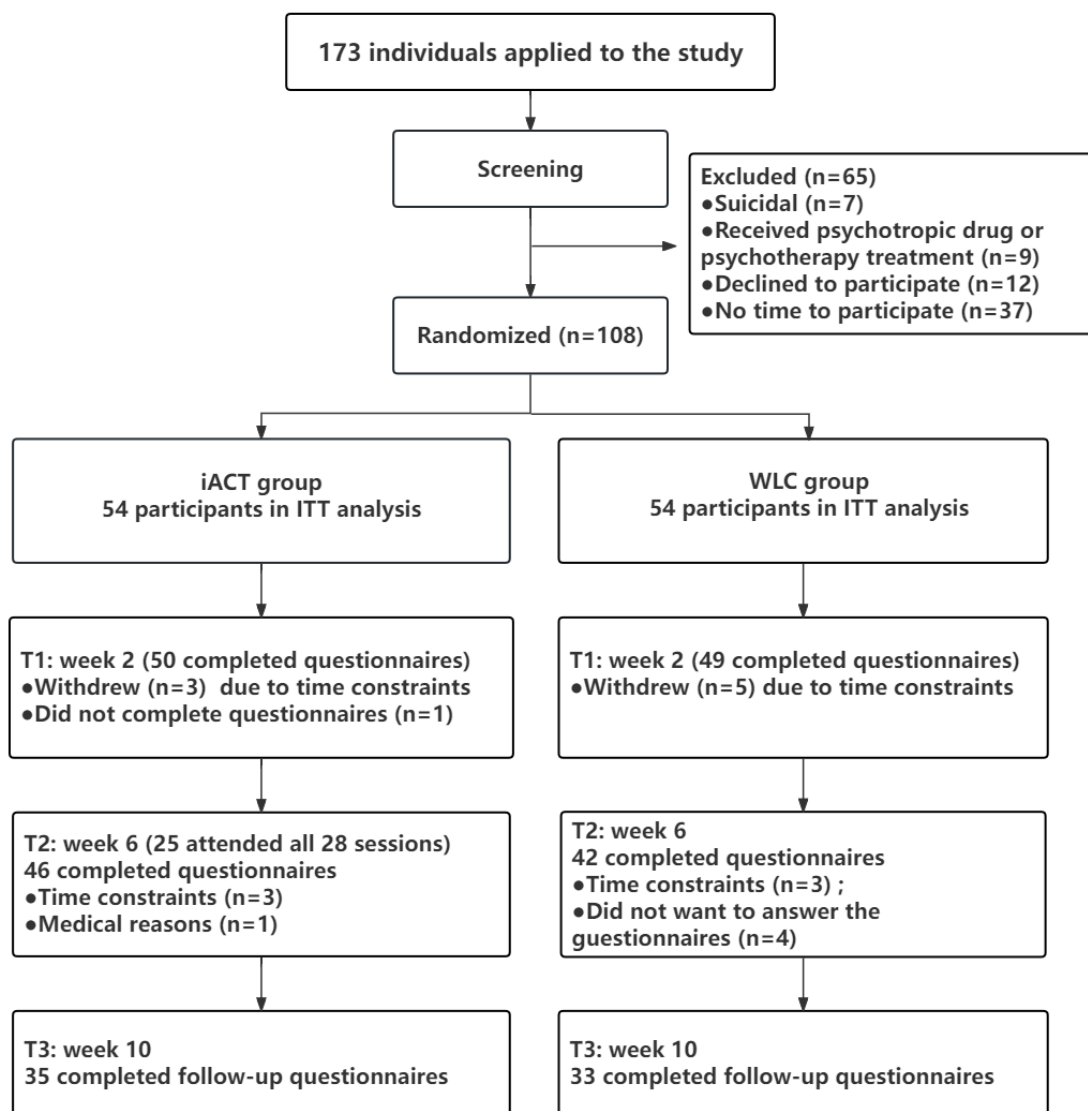 173 individuals applied to the study
Screening
Excluded (n=65)
●Suicidal (n=7)
●Received psychotropic drug or
psychotherapy treatment (n=9)
●Declined to participate (n=12)
●No time to participate (n=37)
Randomized (n=108)
iACT group
54 participants in ITT analysis
WLC group
54 participants in ITT analysis
T1: week 2 (50 completed questionnaires)
●Withdrew (n=3)  due to time constraints
●Did not complete questionnaires (n=1)
T1: week 2 (49 completed questionnaires)
●Withdrew (n=5) due to time constraints
T2: week 6 (25 attended all 28 sessions)
46 completed questionnaires
●Time constraints (n=3)
●Medical reasons (n=1)
T2: week 6
42 completed questionnaires
●Time constraints (n=3) ;
●Did not want to answer the
guestionnaires (n=4)
T3: week 10
35 completed follow-up questionnaires
T3: week 10
33 completed follow-up questionnaires